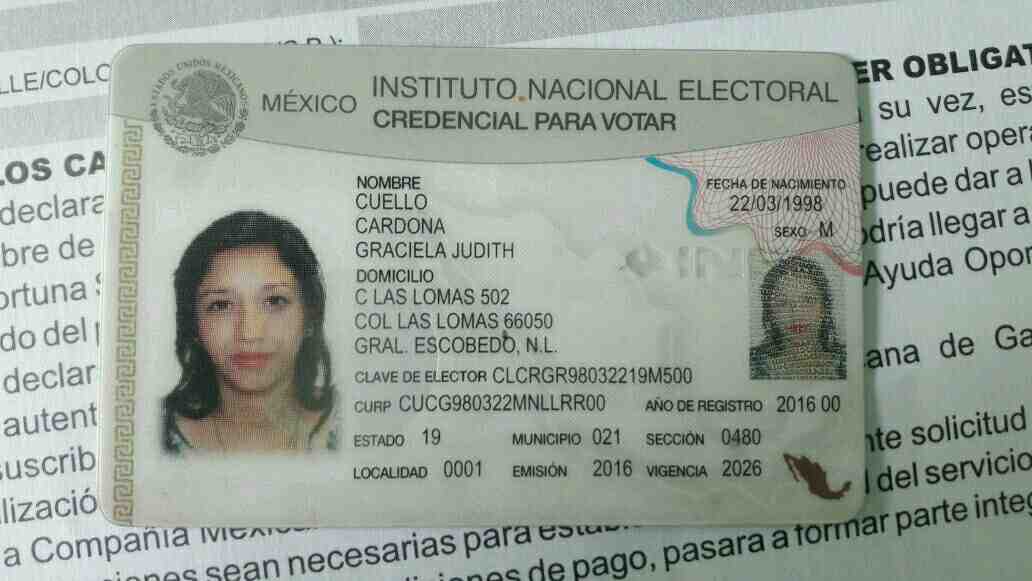 ESTADOS UNIDOS MEXICANOS
MÉXICO
INSTITUTO NACIONAL ELECTORAL
CREDENCIAL PARA VOTAR
NOMBRE
CUELLO
CARDONA
GRACIELA JUDITH
FECHA DE NACIMIENTO
22/03/1998
SEXO M
DOMICILIO
C LAS LOMAS 502
COL LAS LOMAS 66050
GRAL. ESCOBEDO, N.L.
CLAVE DE ELECTOR CLCRGR98032219M500
CURP CUCG980322MNLLRR00 AÑO DE REGISTRO 2016 00
ESTADO 19 MUNICIPIO 021 SECCIÓN 0480
LOCALIDAD 0001 EMISIÓN 2016 VIGENCIA 2026
LLE/COLO
LOS CA
declara
bre de
ortuna
do del
declar
autent
suscrib
lizació
a Compañía
sean necesarias para
de pago, pasara a formar parte integ
ER OBLIGAT
su vez, es
realizar opera
puede dar a
odría llegar a
Ayuda Opor
ana de Ga
nte solicitud
del servicio